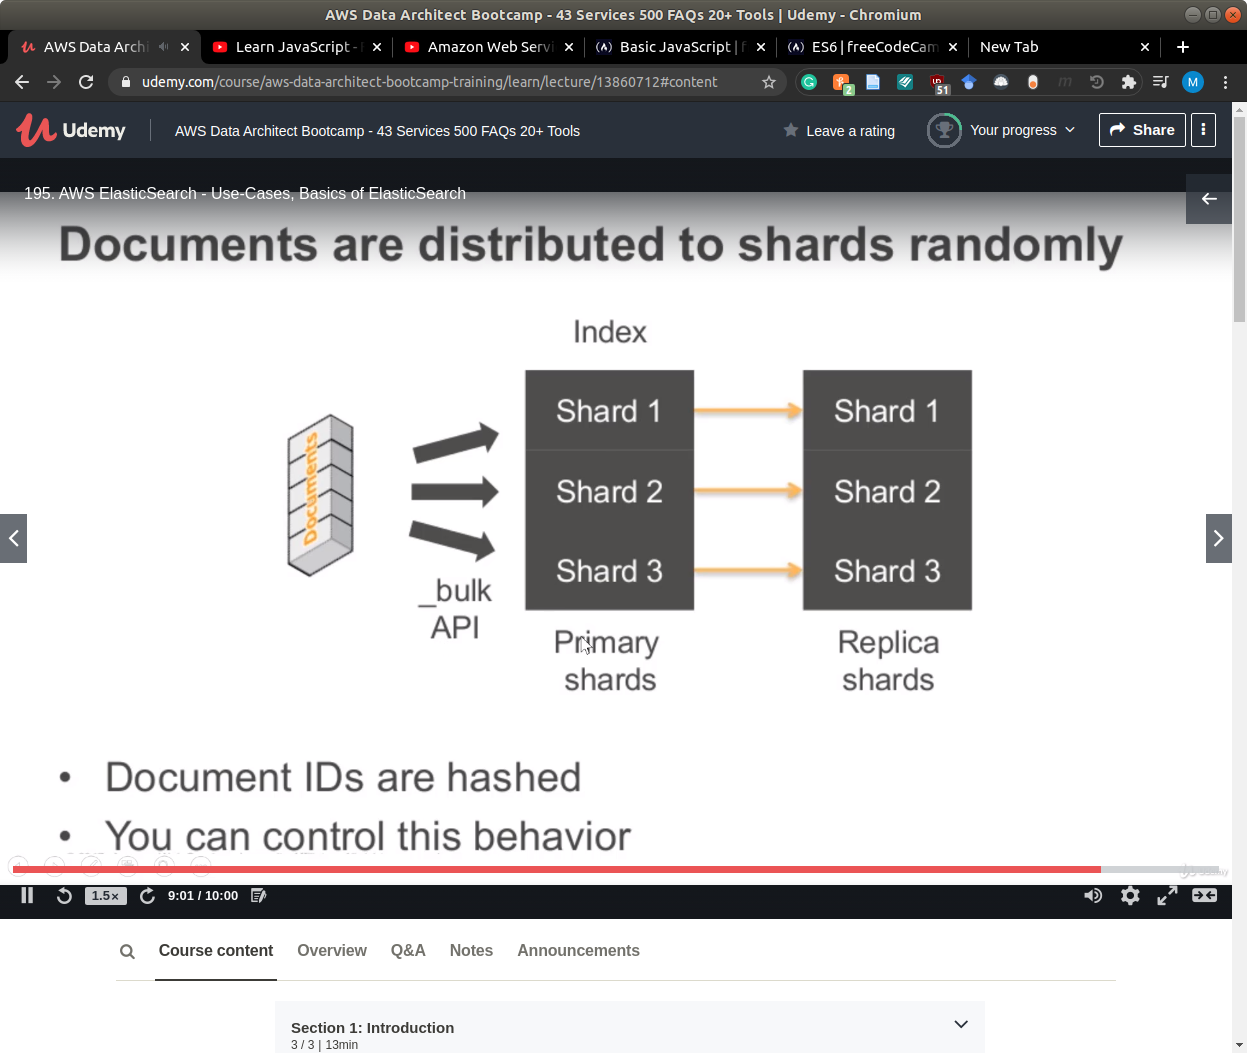 AWS Data Architect Bootcamp - 43 Services 500 FAQs 20+ Tools | Udemy - Chromium
AWS Data Archi
Learn JavaScript -
Amazon Web Servi
Basic JavaScript | f
ES6 | freeCodeCam
New Tab
udemy.com/course/aws-data-architect-bootcamp-training/learn/lecture/13860712#content
2
51
M
Udemy
AWS Data Architect Bootcamp - 43 Services 500 FAQs 20+ Tools
Leave a rating
Your progress
Share
195. AWS ElasticSearch - Use-Cases, Basics of ElasticSearch
Documents are distributed to shards randomly
Index
Documents
_bulk
API
Shard 1
Shard 2
Shard 3
Primary
shards
Shard 1
Shard 2
Shard 3
Replica
shards
• Document IDs are hashed
• You can control this behavior
1.5×
9:01 / 10:00
Course content
Overview
Q&A
Notes
Announcements
Section 1: Introduction
3 / 3 | 13min